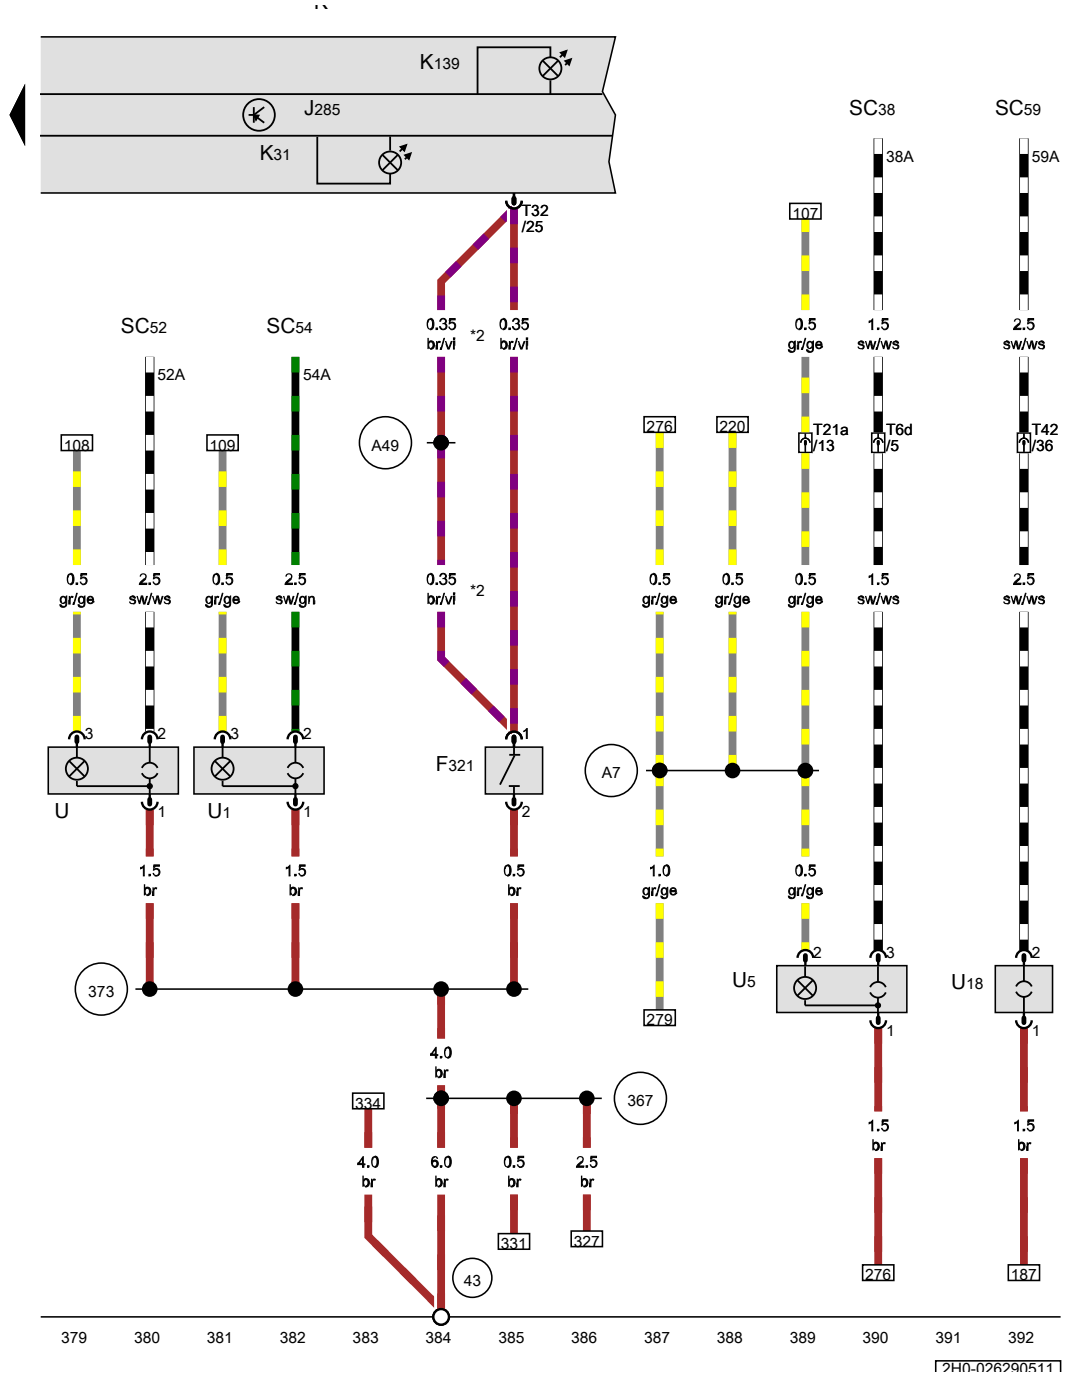 K139
J285
K31
SC38
SC59
38A
59A
T32
/25
107
SC52
SC54
0.35
br/vi
*2
0.35
br/vi
0.5
gr/ge
1.5
sw/ws
2.5
sw/ws
52A
54A
108
109
A49
276
220
T21a
/13
T6d
/5
T42
/36
0.5
gr/ge
2.5
sw/ws
0.5
gr/ge
2.5
sw/gn
0.35
br/vi
*2
0.5
gr/ge
0.5
gr/ge
0.5
gr/ge
1.5
sw/ws
2.5
sw/ws
3
2
3
2
1
F321
A7
U
1
U1
1
2
1.5
br
1.5
br
0.5
br
1.0
gr/ge
0.5
gr/ge
2
3
2
373
U5
U18
279
1
1
4.0
br
334
367
1.5
br
1.5
br
4.0
br
6.0
br
0.5
br
2.5
br
331
327
43
276
187
379 380 381 382 383 384 385 386 387 388 389 390 391 392
2H0-026290511